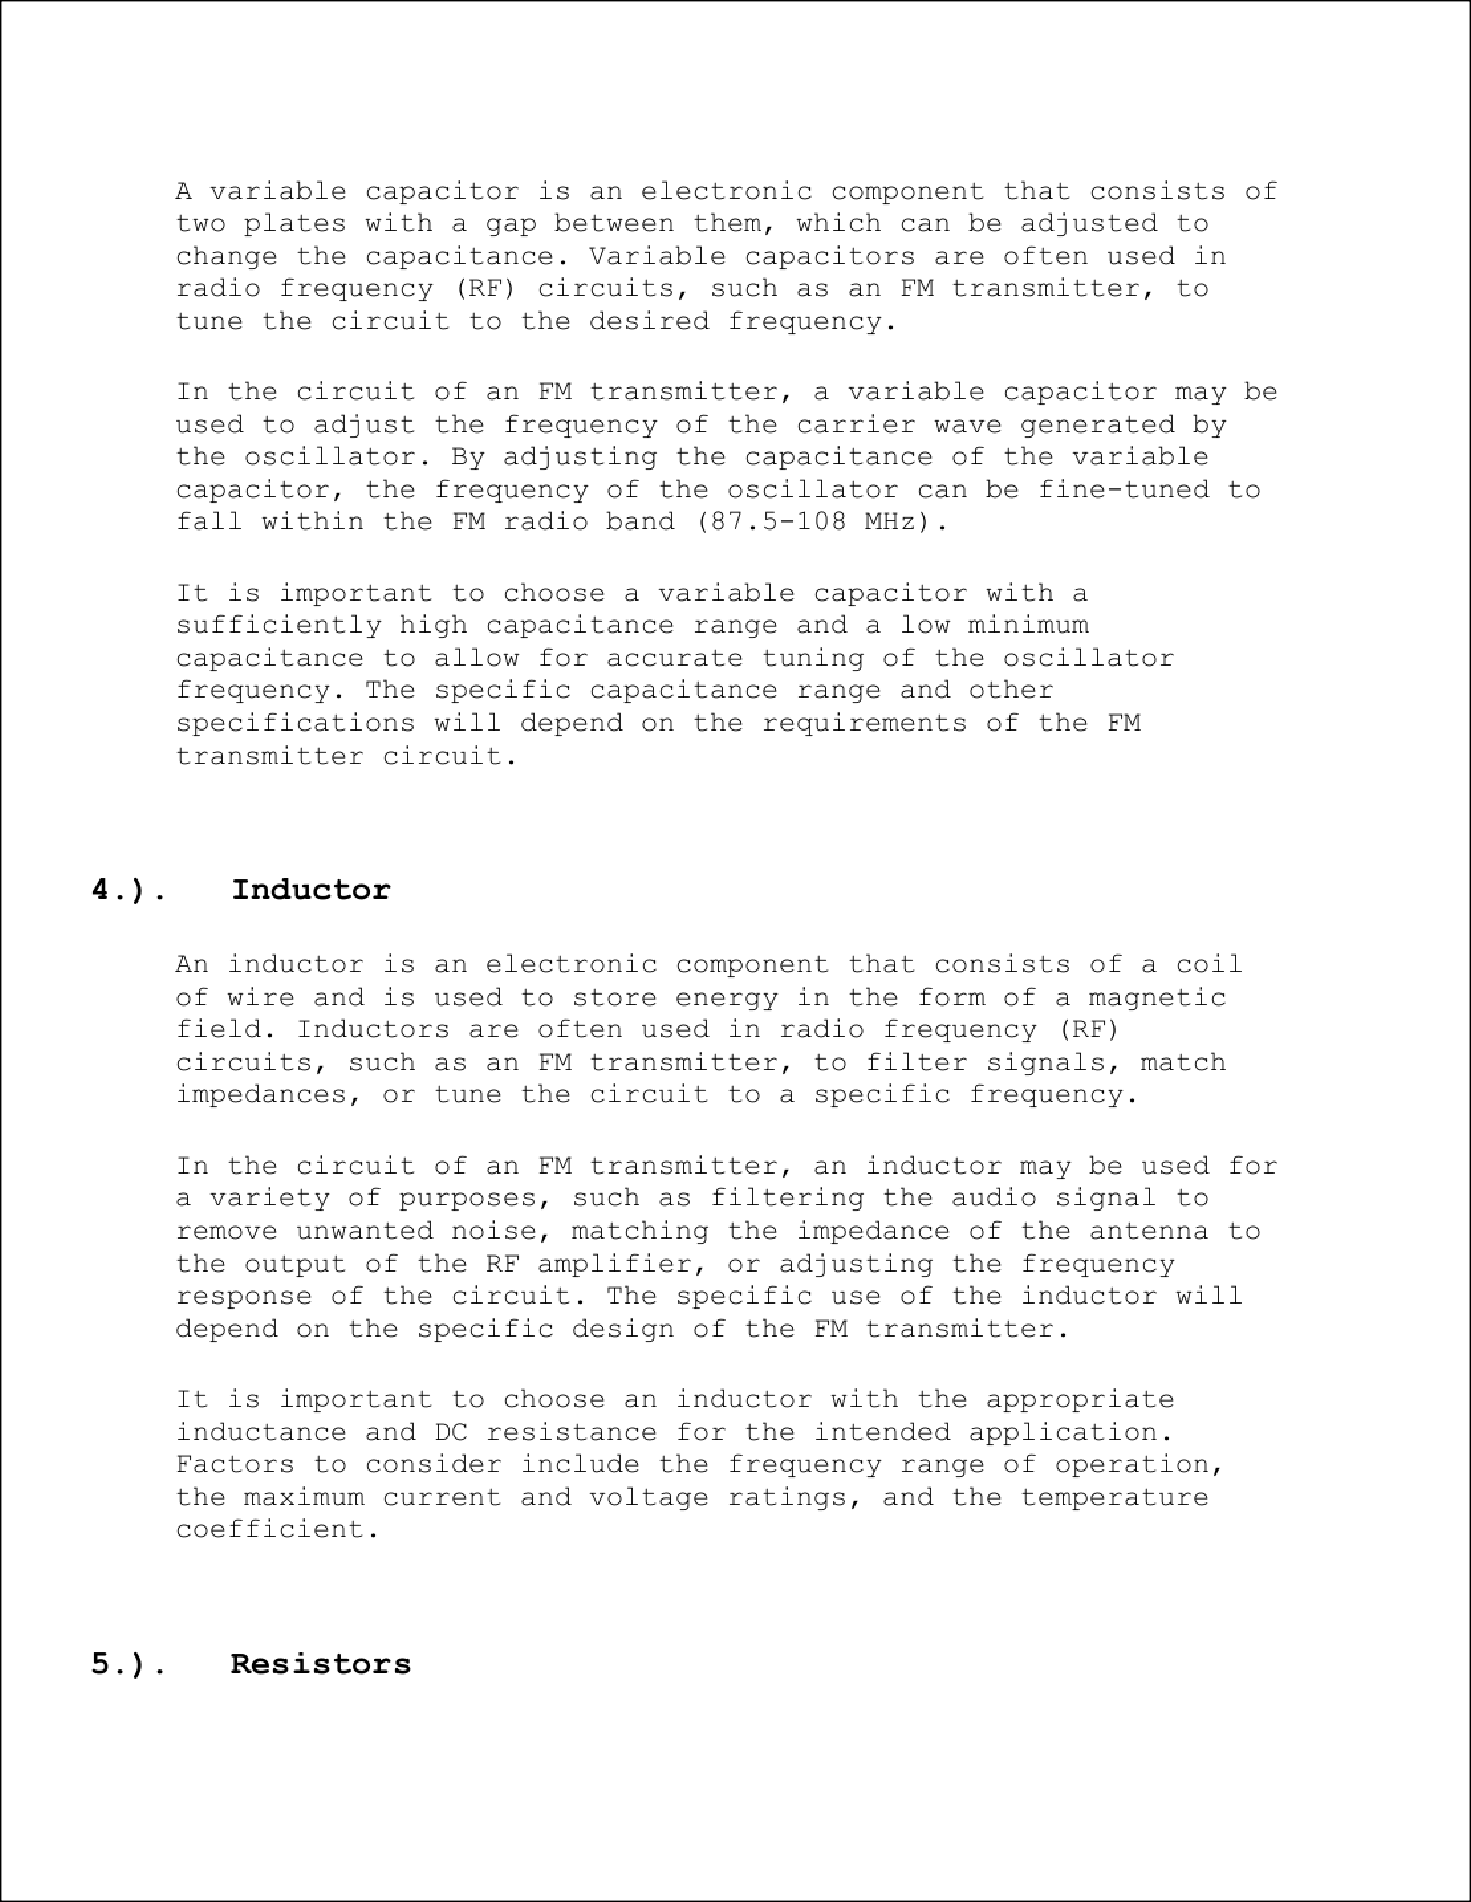 A variable capacitor is an electronic component that consists of
two plates with a gap between them, which can be adjusted to
change the capacitance. Variable capacitors are often used in
radio frequency (RF) circuits, such as an FM transmitter, to
tune the circuit to the desired frequency.
In the circuit of an FM transmitter, a variable capacitor may be
used to adjust the frequency of the carrier wave generated by
the oscillator. By adjusting the capacitance of the variable
capacitor, the frequency of the oscillator can be fine-tuned to
fall within the FM radio band (87.5-108 MHz).
It is important to choose a variable capacitor with a
sufficiently high capacitance range and a low minimum
capacitance to allow for accurate tuning of the oscillator
frequency. The specific capacitance range and other
specifications will depend on the requirements of the FM
transmitter circuit.
4.). Inductor
An inductor is an electronic component that consists of a coil
of wire and is used to store energy in the form of a magnetic
field. Inductors are often used in radio frequency (RF)
circuits, such as an FM transmitter, to filter signals, match
impedances, or tune the circuit to a specific frequency.
In the circuit of an FM transmitter, an inductor may be used for
a variety of purposes, such as filtering the audio signal to
remove unwanted noise, matching the impedance of the antenna to
the output of the RF amplifier, or adjusting the frequency
response of the circuit. The specific use of the inductor will
depend on the specific design of the FM transmitter.
It is important to choose an inductor with the appropriate
inductance and DC resistance for the intended application.
Factors to consider include the frequency range of operation,
the maximum current and voltage ratings, and the temperature
coefficient.
5.). Resistors